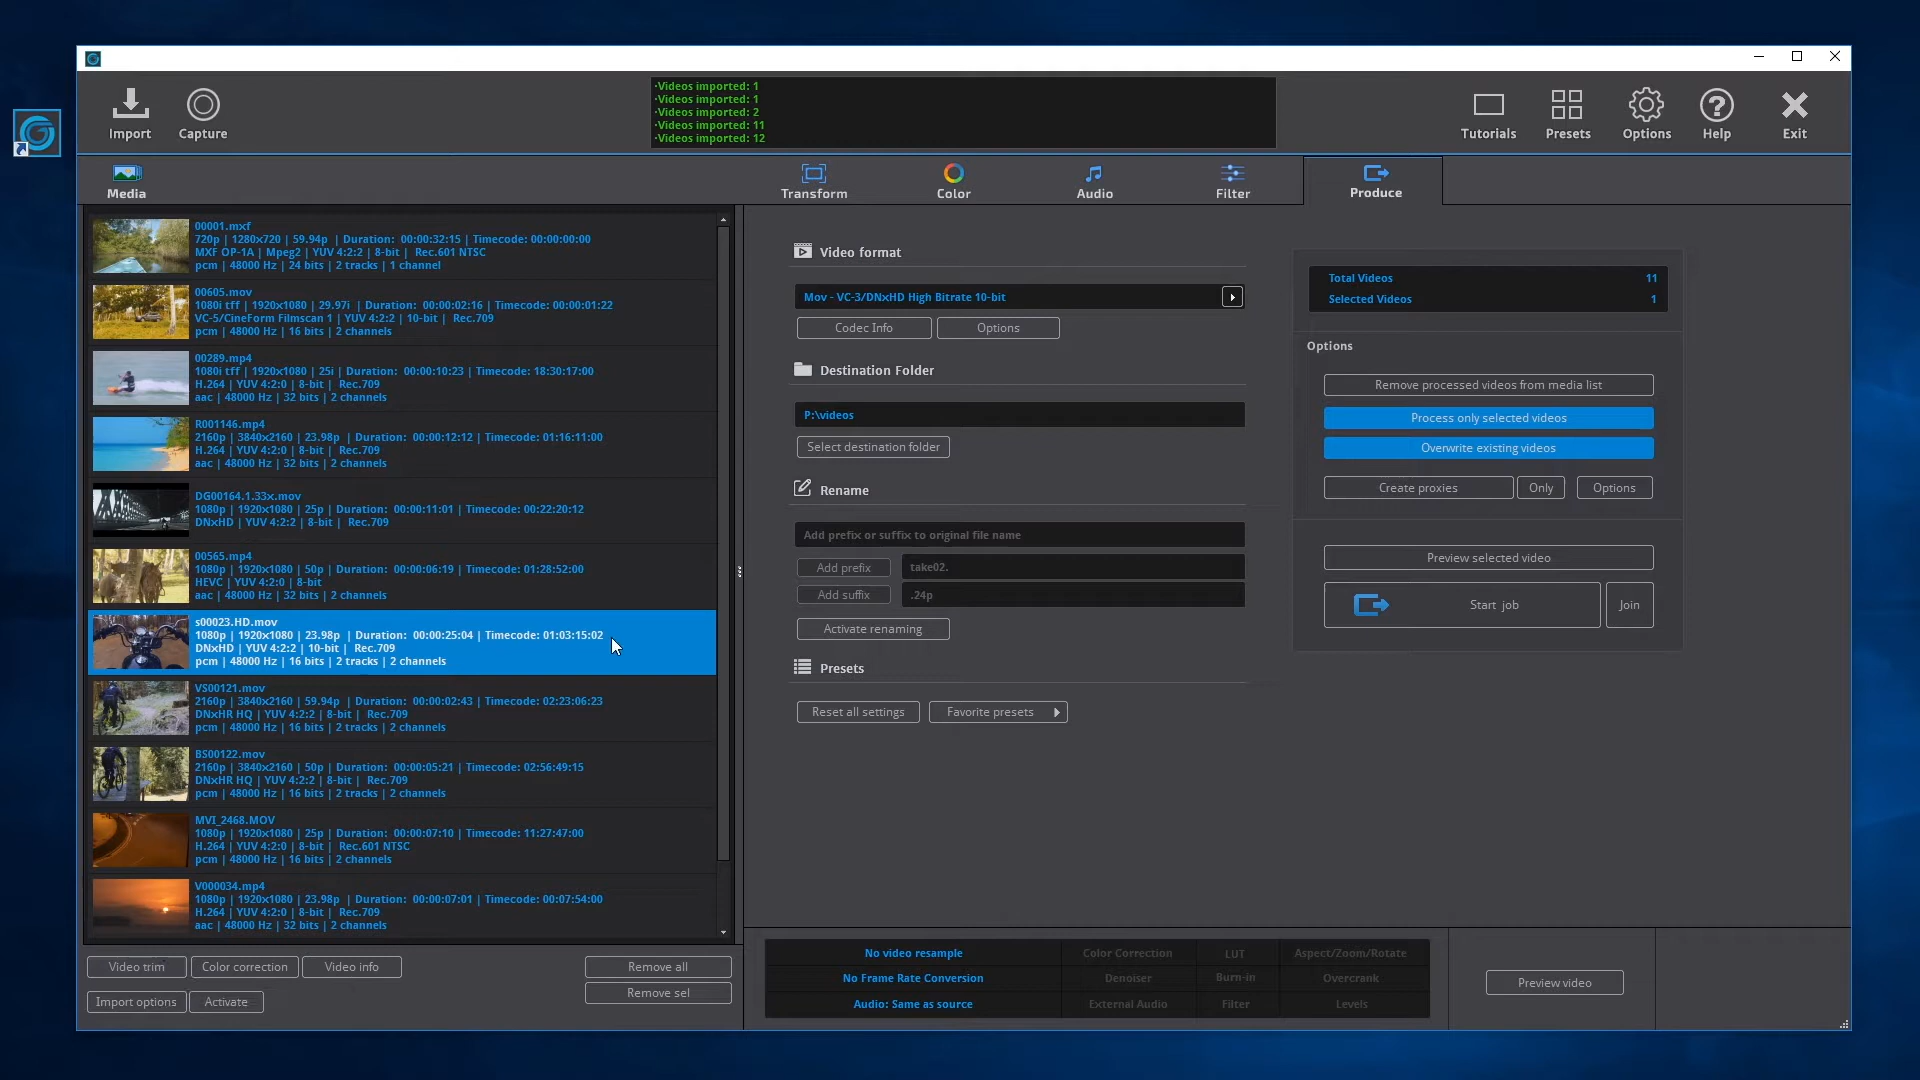 Import
Capture
·Videos imported: 1
·Videos imported: 1
·Videos imported: 2
·Videos imported: 11
·Videos imported: 12
Tutorials
Presets
Options
Help
Exit
Media
Transform
Color
Audio
Filter
Produce
00001.mxf
720p | 1280x720 | 59.94p | Duration: 00:00:32:15 | Timecode: 00:00:00:00
MXF OP-1A | Mpeg2 | YUV 4:2:2 | 8-bit | Rec.601 NTSC
pcm | 48000 Hz | 24 bits | 2 tracks | 1 channel
00605.mov
1080i tff | 1920x1080 | 29.97i | Duration: 00:00:02:16 | Timecode: 00:00:01:22
VC-5/CineForm Filmscan 1 | YUV 4:2:2 | 10-bit | Rec.709
pcm | 48000 Hz | 16 bits | 2 channels
00289.mp4
1080i tff | 1920x1080 | 25i | Duration: 00:00:10:23 | Timecode: 18:30:17:00
H.264 | YUV 4:2:0 | 8-bit | Rec.709
aac | 48000 Hz | 32 bits | 2 channels
R001146.mp4
2160p | 3840x2160 | 23.98p | Duration: 00:00:12:12 | Timecode: 01:16:11:00
H.264 | YUV 4:2:0 | 8-bit | Rec.709
aac | 48000 Hz | 32 bits | 2 channels
DG00164.1.33x.mov
1080p | 1920x1080 | 25p | Duration: 00:00:11:01 | Timecode: 00:22:20:12
DNxHD | YUV 4:2:2 | 8-bit | Rec.709
00565.mp4
1080p | 1920x1080 | 50p | Duration: 00:00:06:19 | Timecode: 01:28:52:00
HEVC | YUV 4:2:2 | 8-bit
aac | 48000 Hz | 32 bits | 2 channels
s00023.HD.mov
1080p | 1920x1080 | 23.98p | Duration: 00:00:25:04 | Timecode: 01:03:15:02
DNxHD | YUV 4:2:2 | 10-bit | Rec.709
pcm | 48000 Hz | 16 bits | 2 tracks | 2 channels
VS00121.mov
2160p | 3840x2160 | 59.94p | Duration: 00:00:02:43 | Timecode: 02:23:06:23
DNxHR HQ | YUV 4:2:2 | 8-bit | Rec.709
pcm | 48000 Hz | 16 bits | 2 tracks | 2 channels
BS00122.mov
2160p | 3840x2160 | 50p | Duration: 00:00:05:21 | Timecode: 02:56:49:15
DNxHR HQ | YUV 4:2:2 | 8-bit | Rec.709
pcm | 48000 Hz | 16 bits | 2 tracks | 2 channels
MVI_2468.MOV
1080p | 1920x1080 | 25p | Duration: 00:00:07:10 | Timecode: 11:27:47:00
H.264 | YUV 4:2:0 | 8-bit | Rec.601 NTSC
pcm | 48000 Hz | 16 bits | 2 channels
V000034.mp4
1080p | 1920x1080 | 23.98p | Duration: 00:00:07:01 | Timecode: 00:07:54:00
H.264 | YUV 4:2:0 | 8-bit | Rec.709
aac | 48000 Hz | 32 bits | 2 channels
Video trim
Color correction
Video info
Remove all
Import options
Activate
Remove sel
Video format
Mov - VC-3/DNxHD High Bitrate 10-bit
Codec Info
Options
Destination Folder
P:\videos
Select destination folder
Rename
Add prefix or suffix to original file name
Add prefix
take02.
Add suffix
.24p
Activate renaming
Presets
Reset all settings
Favorite presets
Total Videos 11
Selected Videos 1
Options
Remove processed videos from media list
Process only selected videos
Overwrite existing videos
Create proxies
Only
Options
Preview selected video
Start job
Join
No video resample
Color Correction
LUT
Aspect/Zoom/Rotate
No Frame Rate Conversion
Denoiser
Burn-in
Overcrank
Audio: Same as source
External Audio
Filter
Levels
Preview video